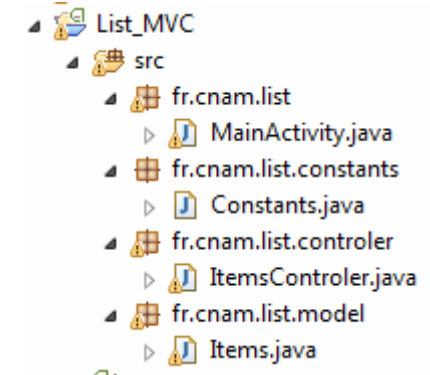 List_MVC
src
fr.cnam.list
MainActivity.java
fr.cnam.list.constants
Constants.java
fr.cnam.list.controler
ItemsControler.java
fr.cnam.list.model
Items.java